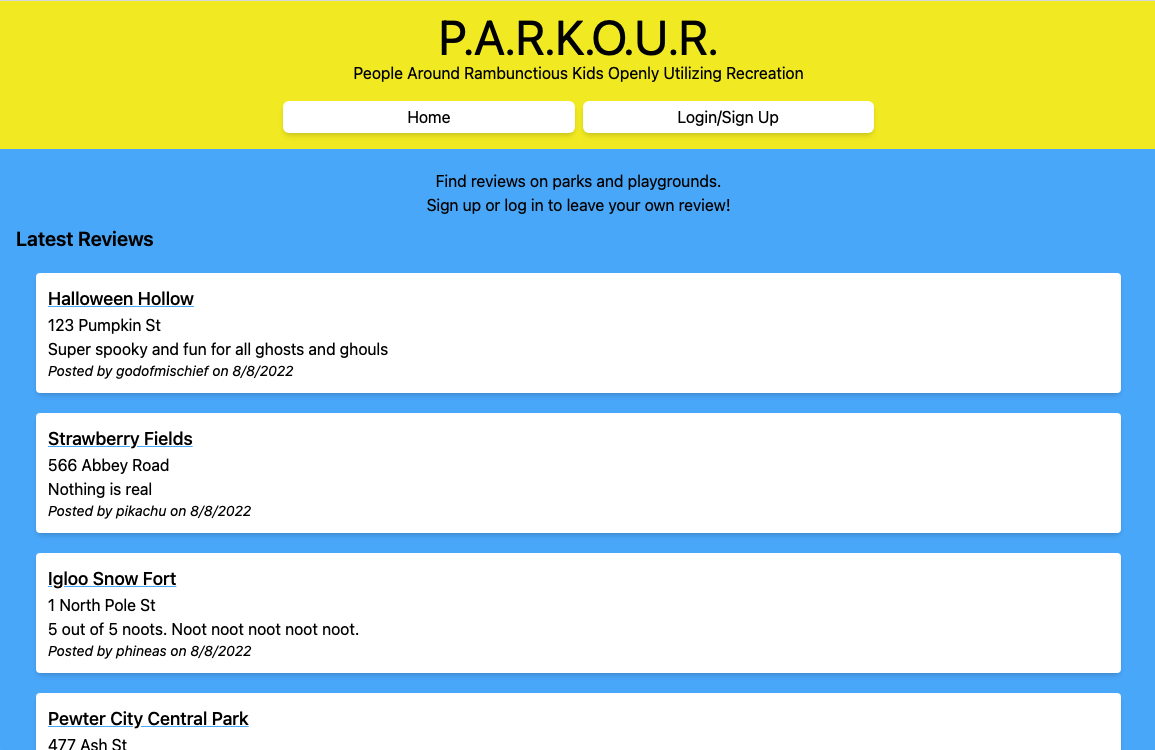 P.A.R.K.O.U.R.
People Around Rambunctious Kids Openly Utilizing Recreation
Home
Login/Sign Up
Find reviews on parks and playgrounds.
Sign up or log in to leave your own review!
Latest Reviews
Halloween Hollow
123 Pumpkin St
Super spooky and fun for all ghosts and ghouls
Posted by godofmischief on 8/8/2022
Strawberry Fields
566 Abbey Road
Nothing is real
Posted by pikachu on 8/8/2022
Igloo Snow Fort
1 North Pole St
5 out of 5 noots. Noot noot noot noot noot.
Posted by phineas on 8/8/2022
Pewter City Central Park
477 Ash St